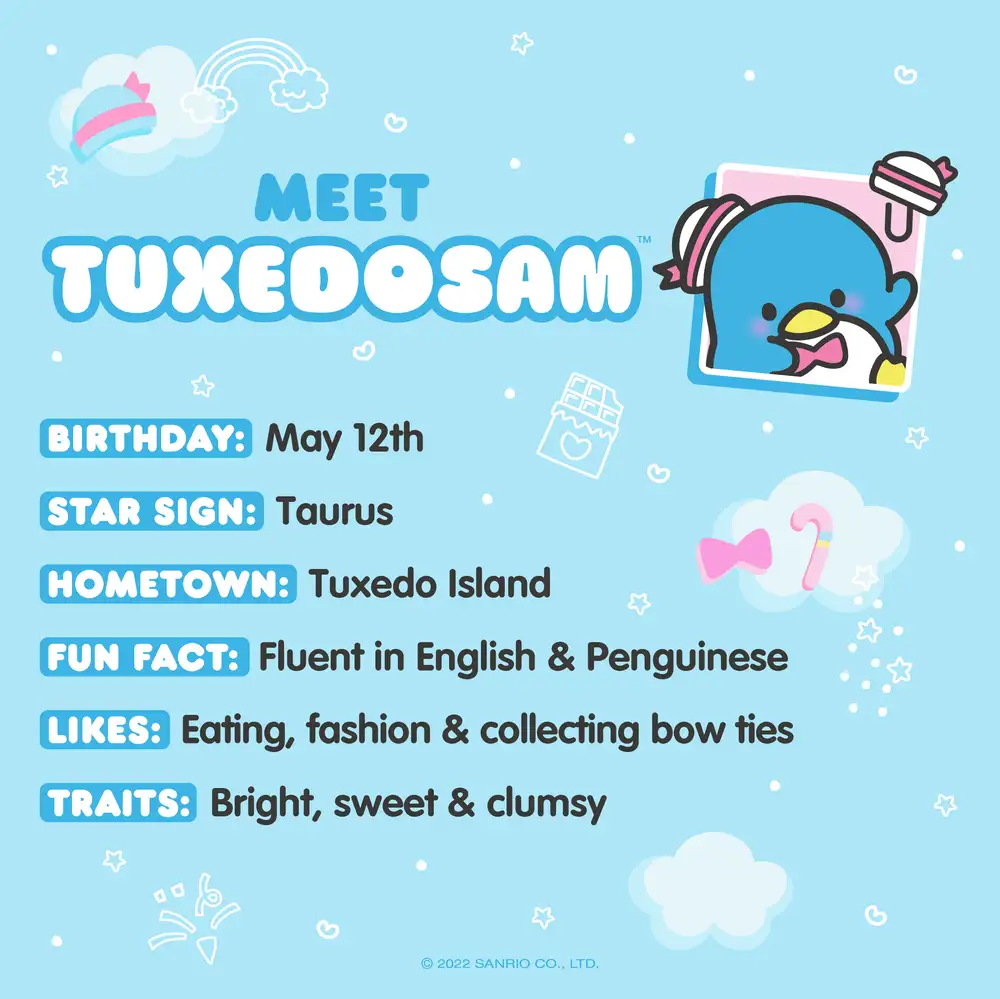 MEET
TUXEDOSAM™
BIRTHDAY: May 12th
STAR SIGN: Taurus
HOMETOWN: Tuxedo Island
FUN FACT: Fluent in English & Penguinese
LIKES: Eating, fashion & collecting bow ties
TRAITS: Bright, sweet & clumsy
© 2022 SANRIO CO., LTD.